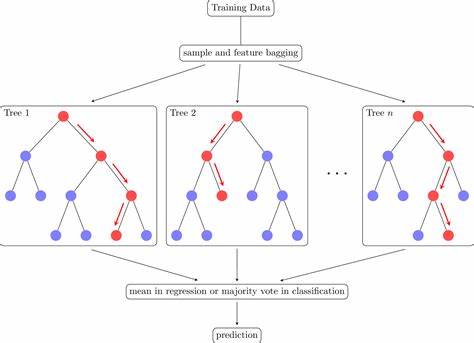 Training Data
sample and feature bagging
Tree 1
Tree 2
Tree n
mean in regression or majority vote in classification
prediction